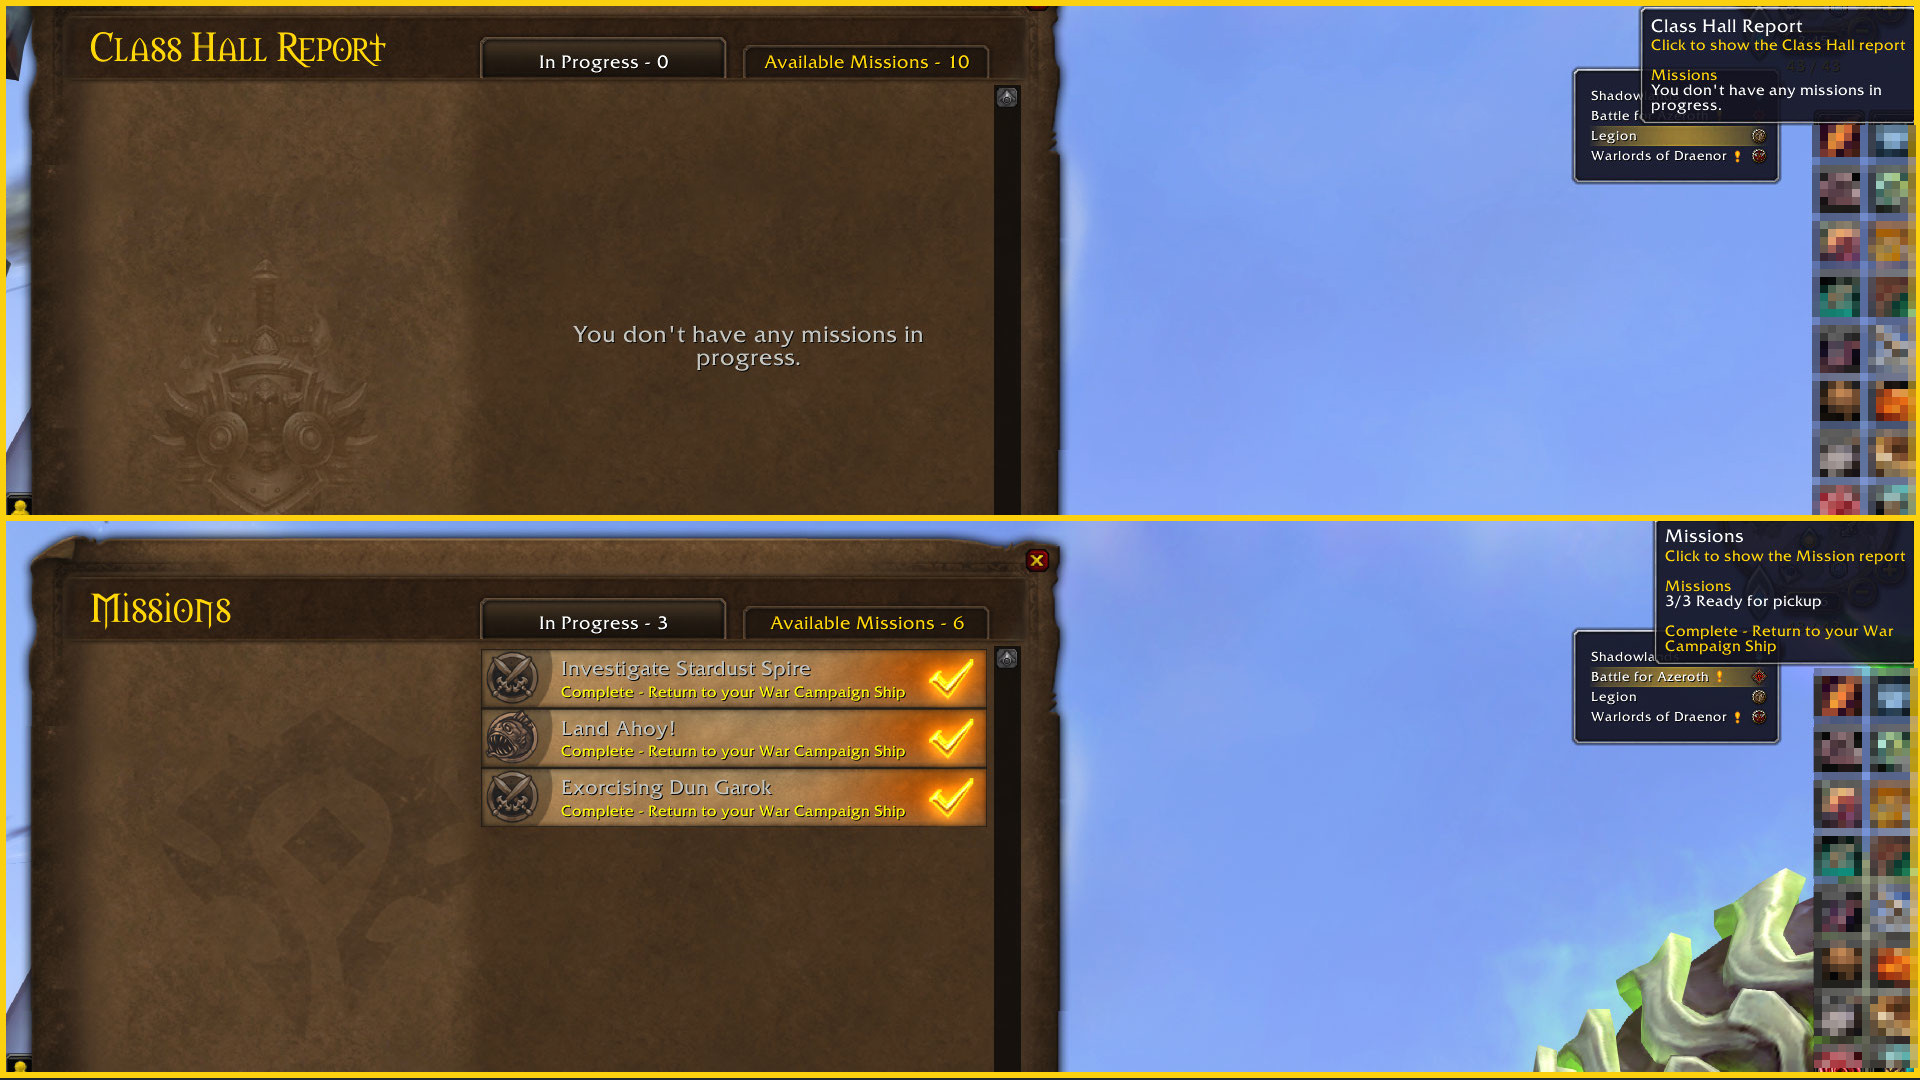 Class Hall Report
In Progress - 0
Available Missions - 10
You don't have any missions in
progress.
Class Hall Report
Click to show the Class Hall report
Missions
You don't have any missions in
progress.
Battle for Azeroth
Legion
Warlords of Draenor !
Missions
In Progress - 3
Available Missions - 6
Investigate Stardust Spire
Complete - Return to your War Campaign Ship
Land Ahoy!
Complete - Return to your War Campaign Ship
Exorcising Dun Garok
Complete - Return to your War Campaign Ship
Missions
Click to show the Mission report
Missions
3/3 Ready for pickup
Complete - Return to your War
Campaign Ship
Battle for Azeroth !
Legion
Warlords of Draenor !